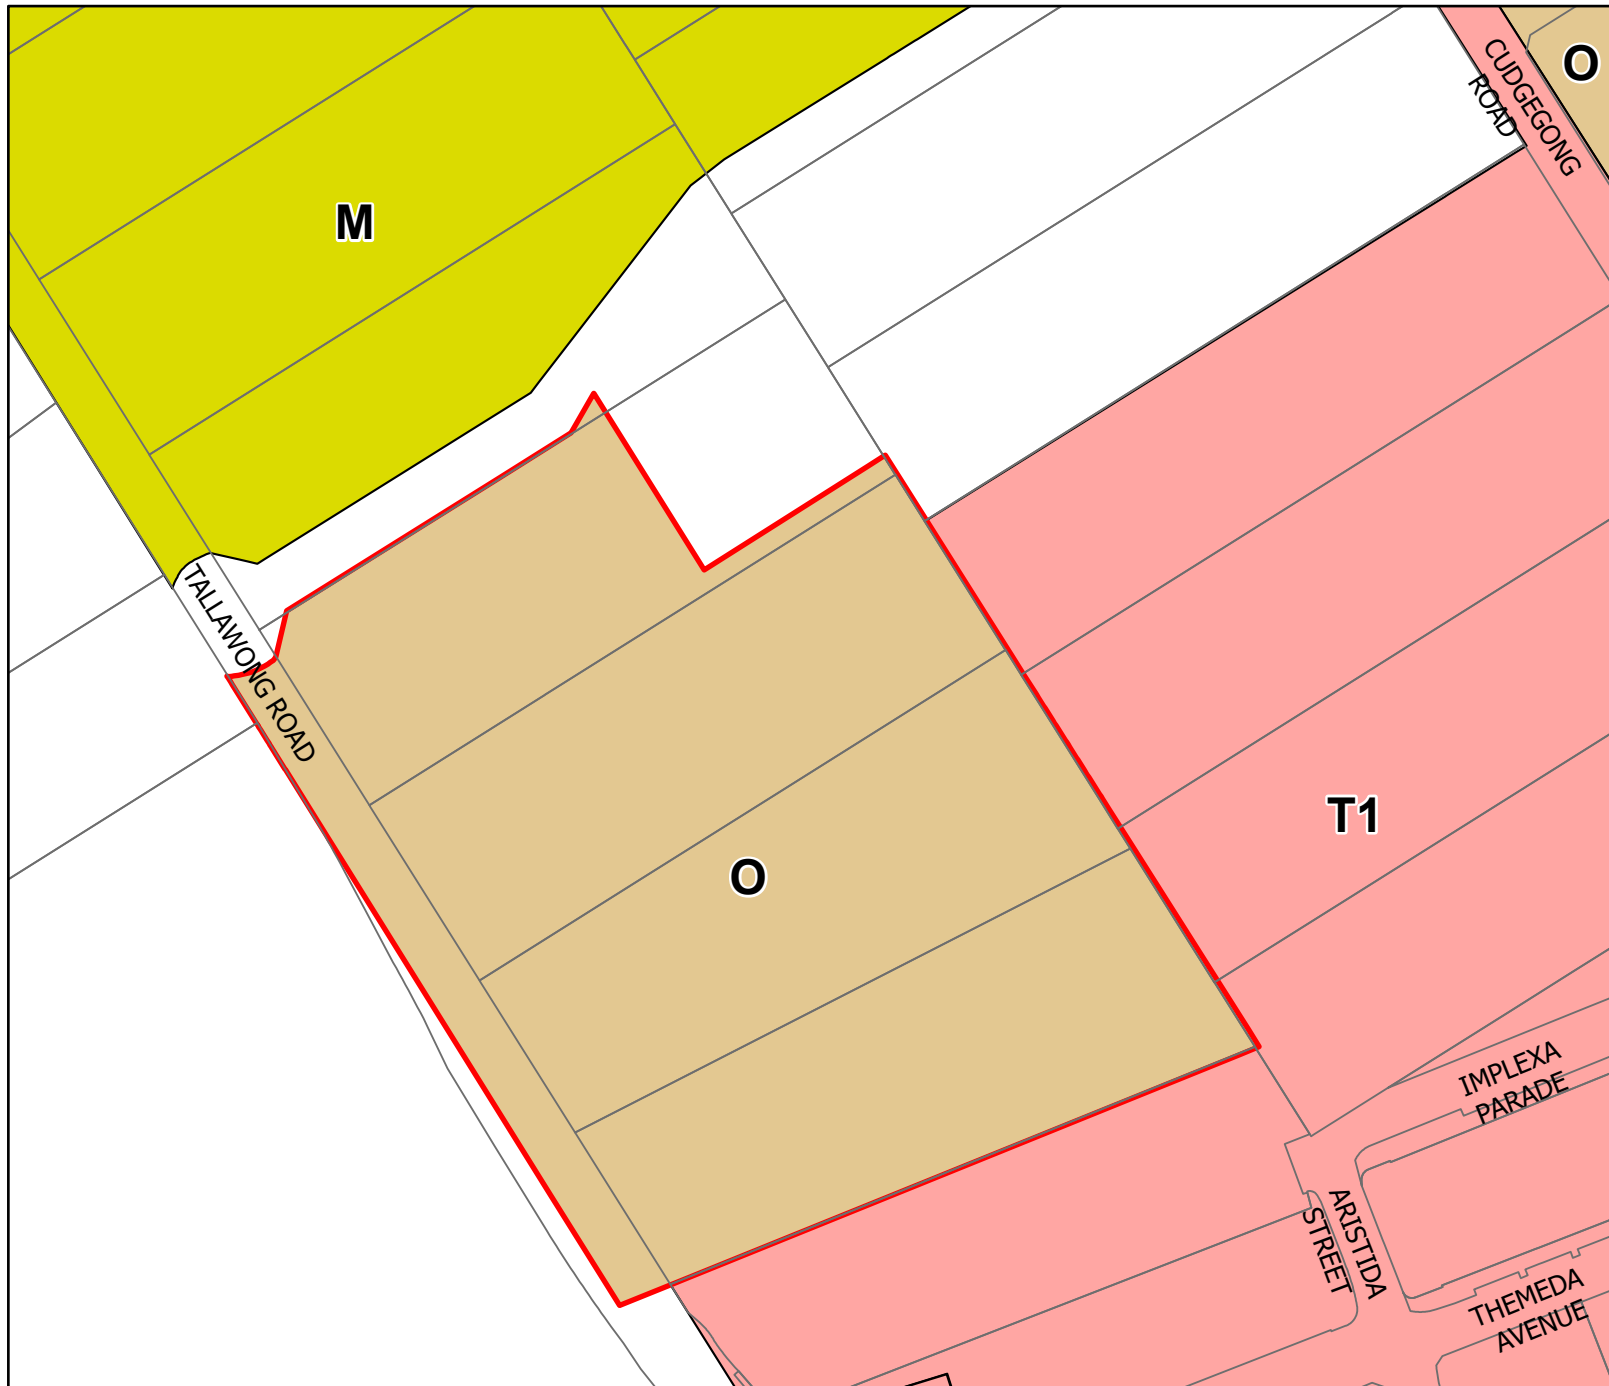 CUDGEGONG
ROAD
O
M
TALLAWONG ROAD
T1
O
IMPLEXA
PARADE
ARISTIDA
STREET
THEMEDA
AVENUE